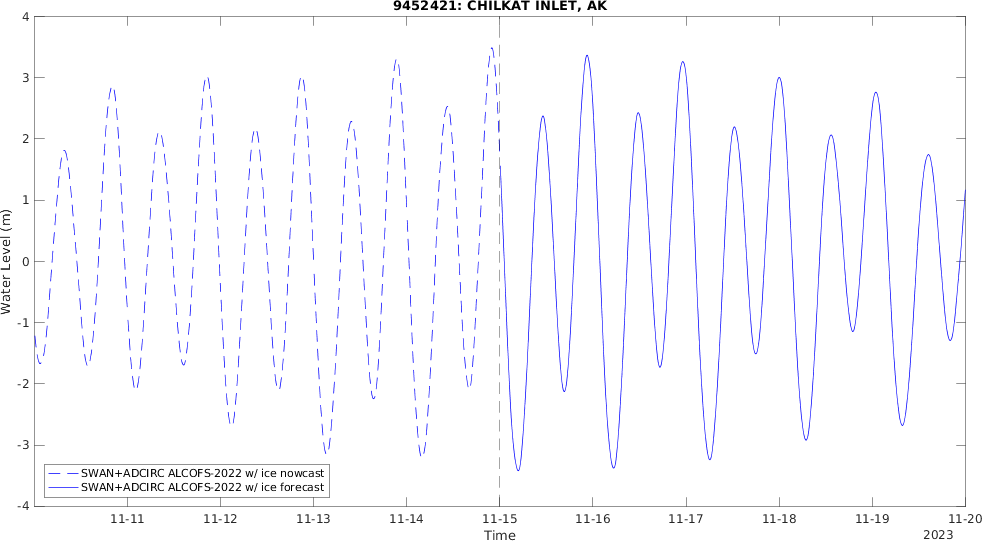 9452421: CHILKAT INLET, AK
Water Level (m)
4
3
2
1
0
-1
-2
-3
-4
SWAN+ADCIRC ALCOFS-2022 w/ ice nowcast
SWAN+ADCIRC ALCOFS-2022 w/ ice forecast
11-11 11-12 11-13 11-14 11-15 11-16 11-17 11-18 11-19 11-20
Time
2023